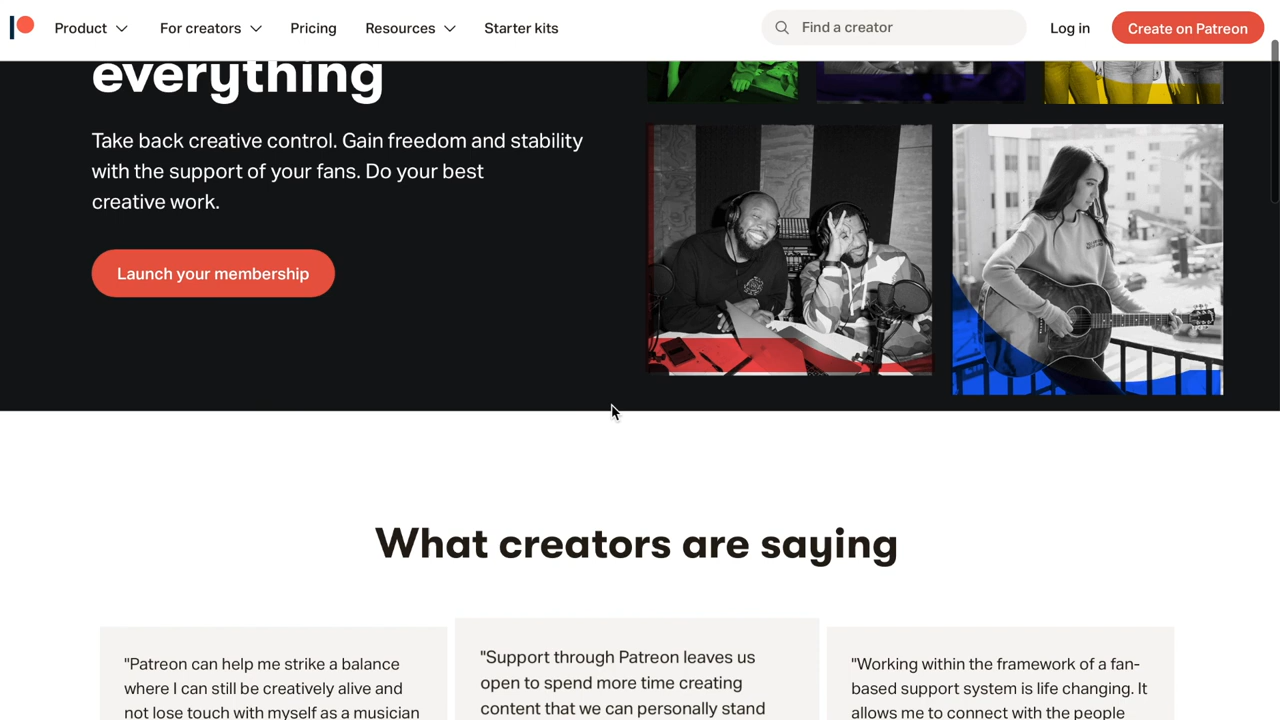 Product
For creators
Pricing
Resources
Starter kits
Find a creator
Log in
Create on Patreon
everything
Take back creative control. Gain freedom and stability
with the support of your fans. Do your best
creative work.
Launch your membership
What creators are saying
"Patreon can help me strike a balance
where I can still be creatively alive and
not lose touch with myself as a musician
"Support through Patreon leaves us
open to spend more time creating
content that we can personally stand
"Working within the framework of a fan-
based support system is life changing. It
allows me to connect with the people